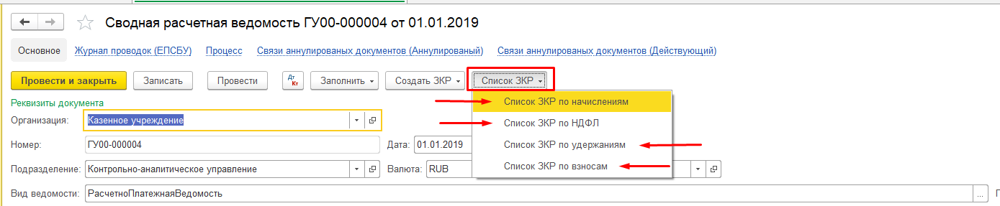 Сводная расчетная ведомость ГУ00-000004 от 01.01.2019
Основное Журнал проводок (ЕПСБУ) Процесс Связи аннулированых документов (Аннулированый) Связи аннулированых документов (Действующий)
Провести и закрыть Записать Провести Дт Кт Заполнить Создать ЗКР Список ЗКР
Реквизиты документа
Список ЗКР по начислениям
Организация: Казенное учреждение
Список ЗКР по НДФЛ
Номер: ГУ00-000004 Дата: 01.01.2019
Список ЗКР по удержаниям
Подразделение: Контрольно-аналитическое управление Валюта: RUB
Список ЗКР по взносам
Вид ведомости: РасчетноПлатежнаяВедомость ...